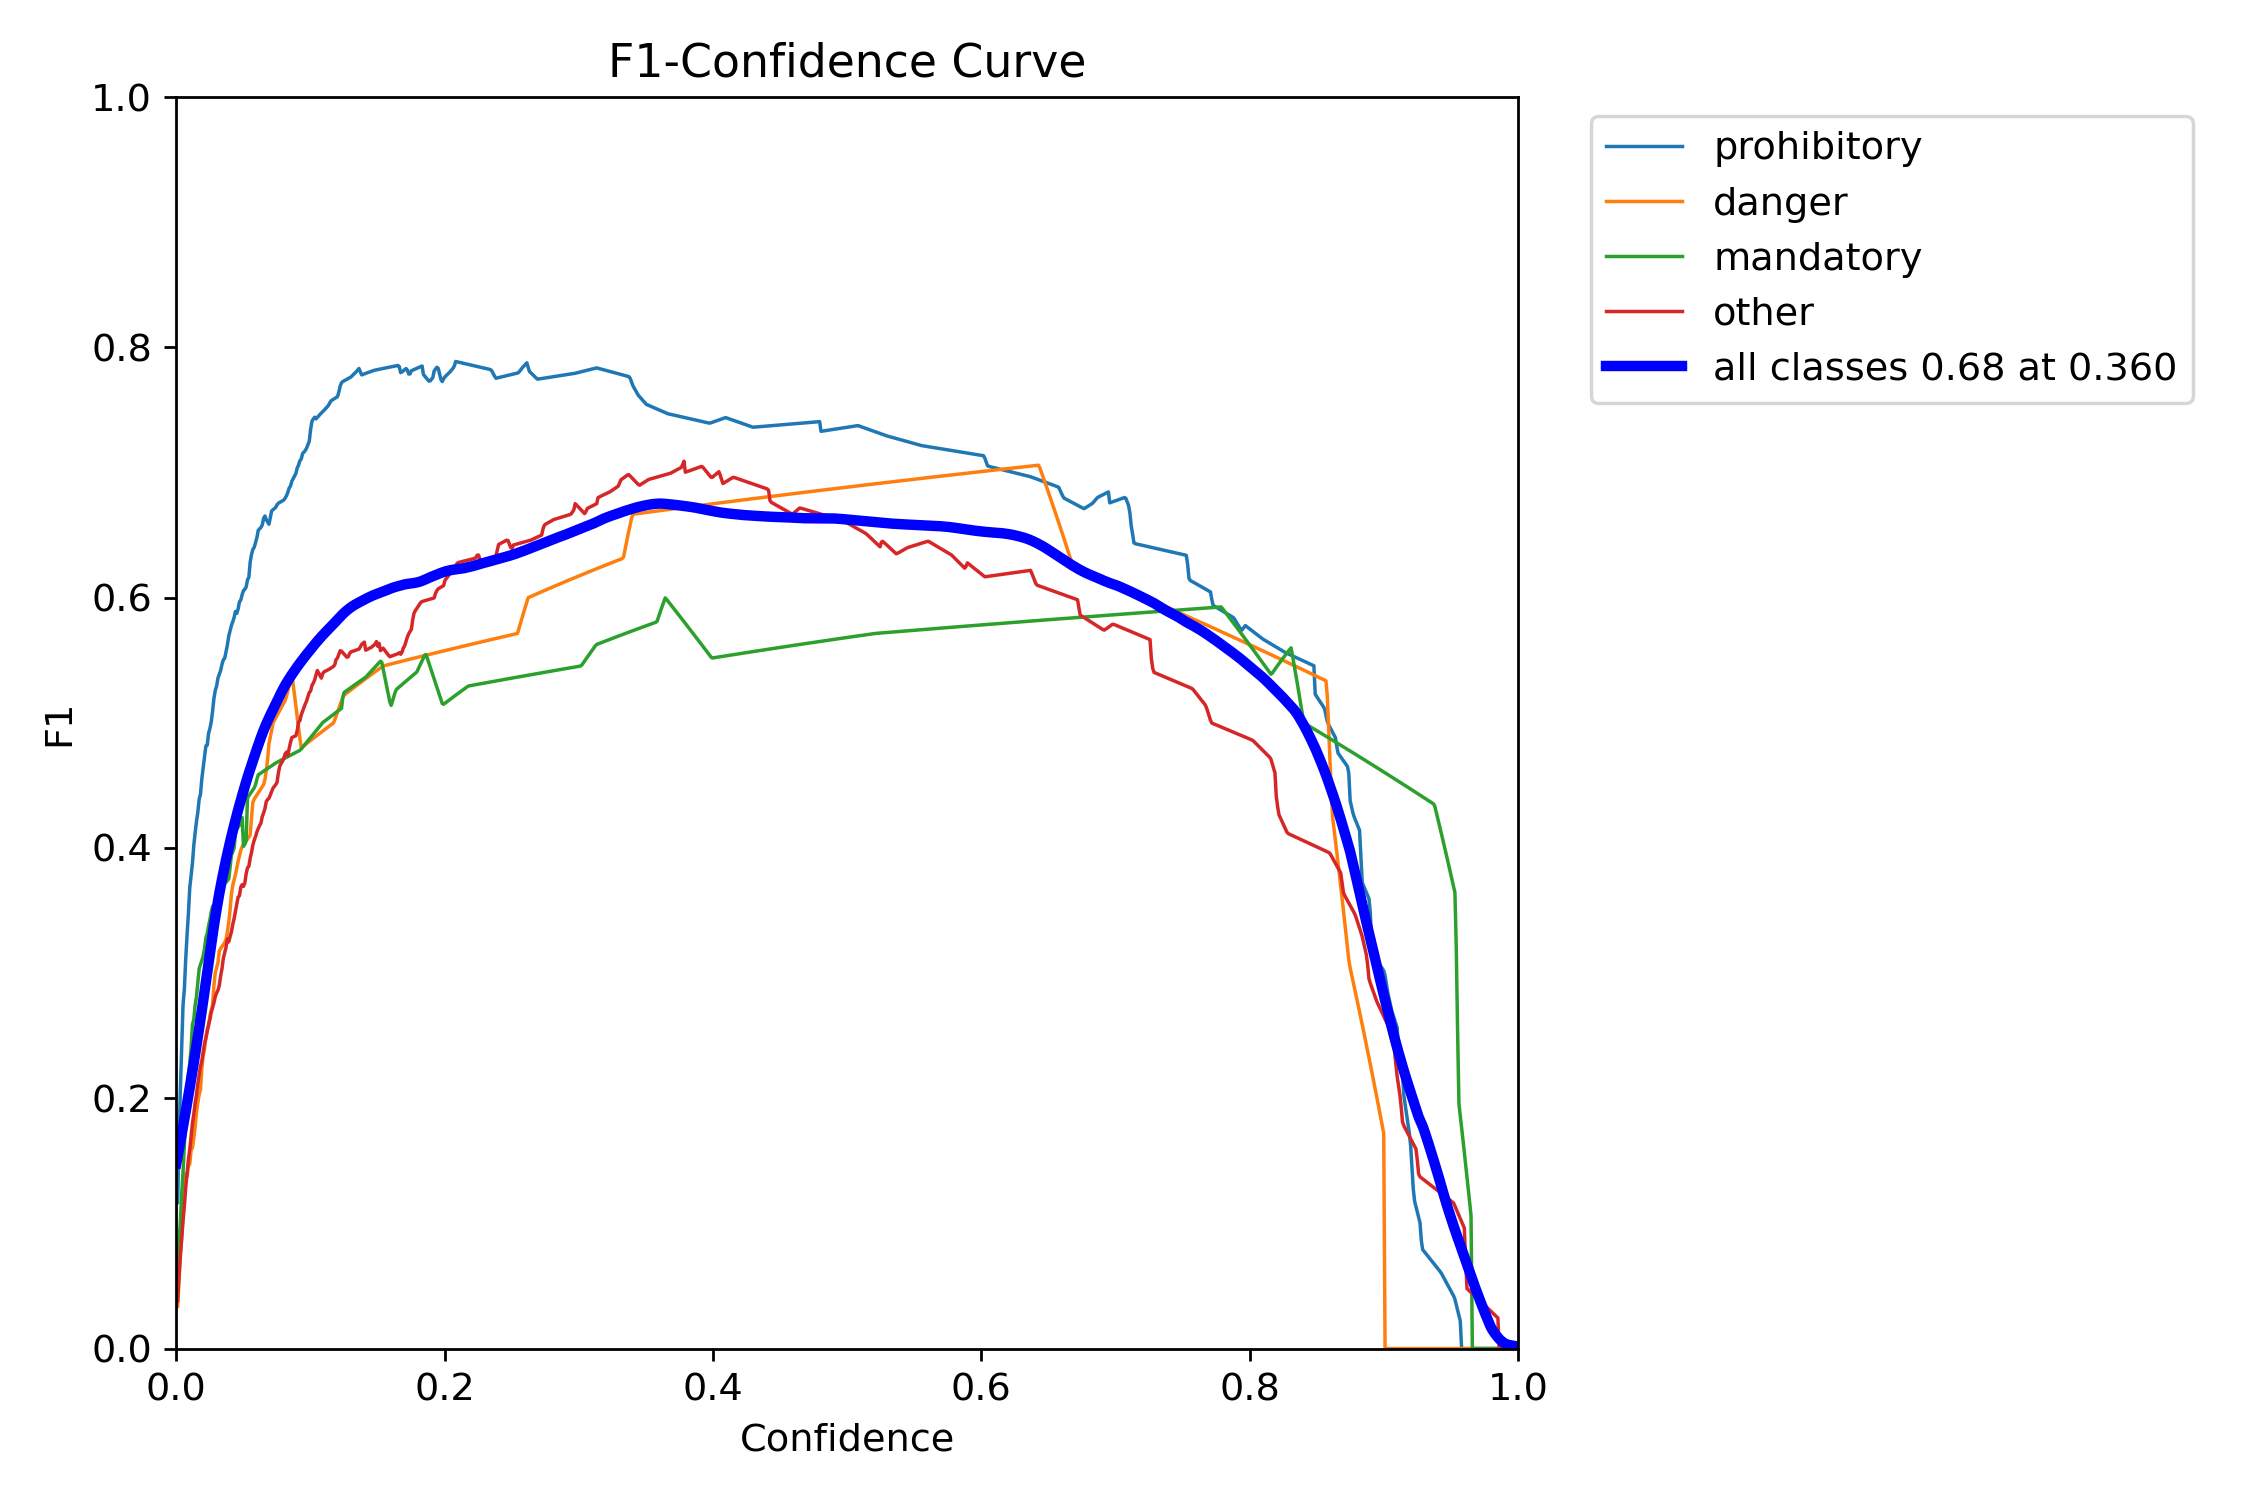 F1-Confidence Curve
1.0
0.8
0.6
0.4
0.2
0.0
F1
0.0 0.2 0.4 0.6 0.8 1.0
Confidence
prohibitory
danger
mandatory
other
all classes 0.68 at 0.360